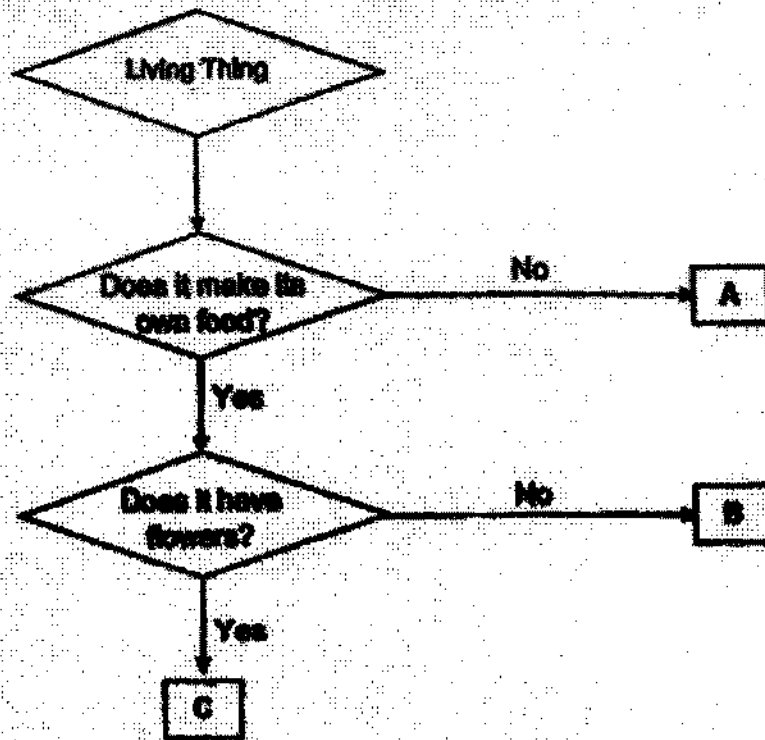 Living Thing
Does it make its
own food?
No
A
Yes
Does it have
flowers?
No
B
Yes
C